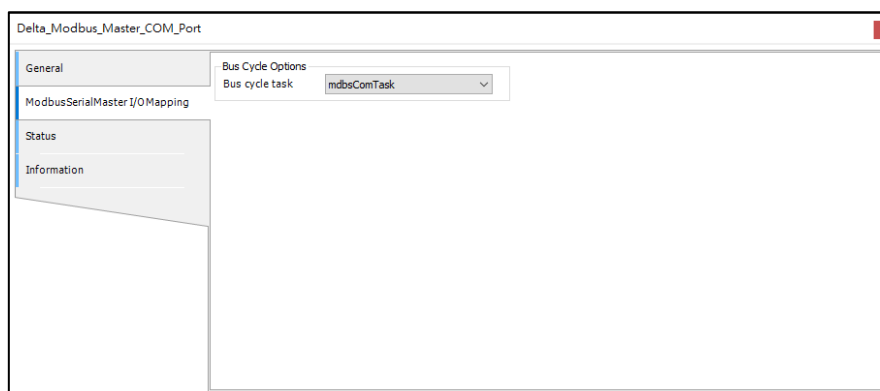 Delta_Modbus_Master_COM_Port
General
ModbusSerialMaster I/O Mapping
Status
Information
Bus Cycle Options
Bus cycle task
mdbsComTask